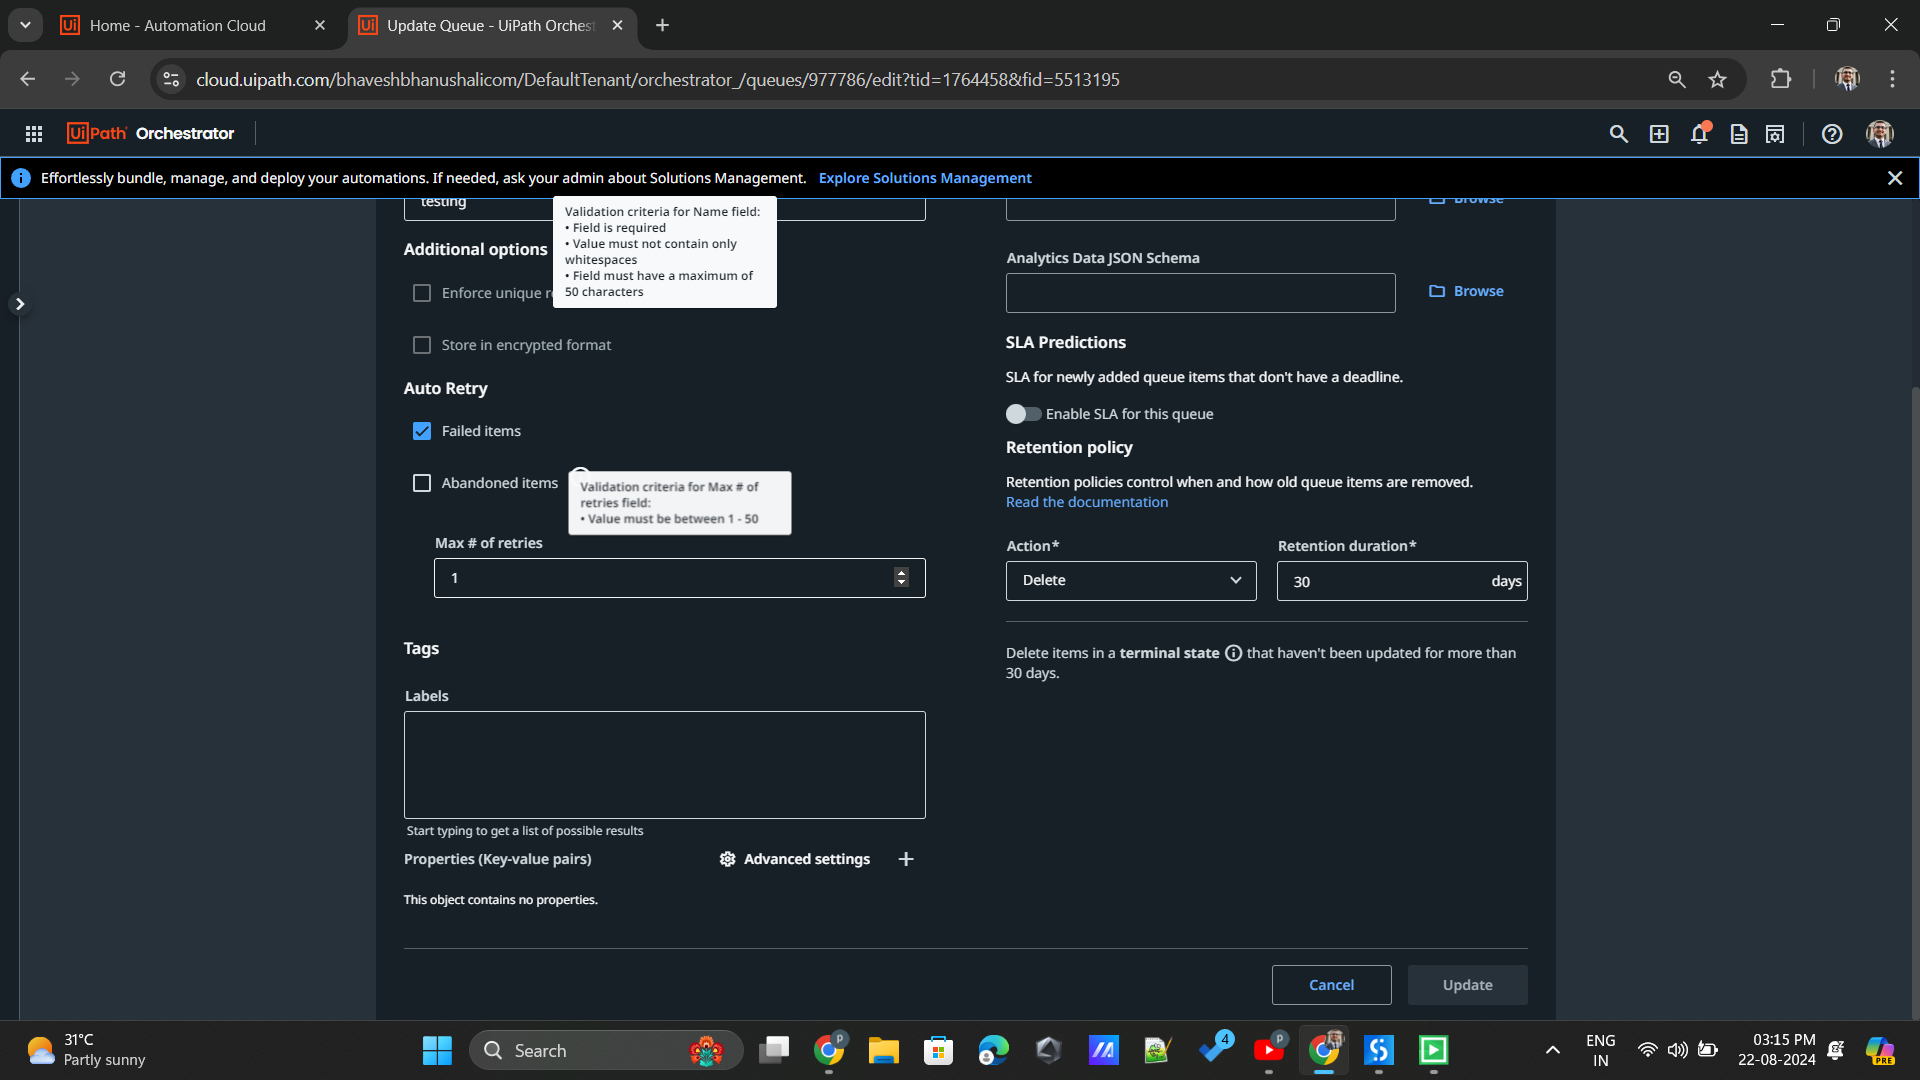 Home - Automation Cloud
Update Queue - UiPath Orchest
cloud.uipath.com/bhaveshbhanushalicom/DefaultTenant/orchestrator_/queues/977786/edit?tid=1764458&fid=5513195
UiPath Orchestrator
Effortlessly bundle, manage, and deploy your automations. If needed, ask your admin about Solutions Management. Explore Solutions Management
testing
Browse
Validation criteria for Name field:
• Field is required
• Value must not contain only
whitespaces
• Field must have a maximum of
50 characters
Additional options
Enforce unique r
Store in encrypted format
Auto Retry
Failed items
Abandoned items
Validation criteria for Max # of
retries field:
• Value must be between 1 - 50
Max # of retries
1
Tags
Labels
Start typing to get a list of possible results
Properties (Key-value pairs)
Advanced settings
This object contains no properties.
Analytics Data JSON Schema
Browse
SLA Predictions
SLA for newly added queue items that don't have a deadline.
Enable SLA for this queue
Retention policy
Retention policies control when and how old queue items are removed.
Read the documentation
Action*
Retention duration*
Delete
30 days
Delete items in a terminal state that haven't been updated for more than
30 days.
Cancel
Update
31°C
Partly sunny
Search
P
4
P
ENG
IN
03:15 PM
22-08-2024
PRE